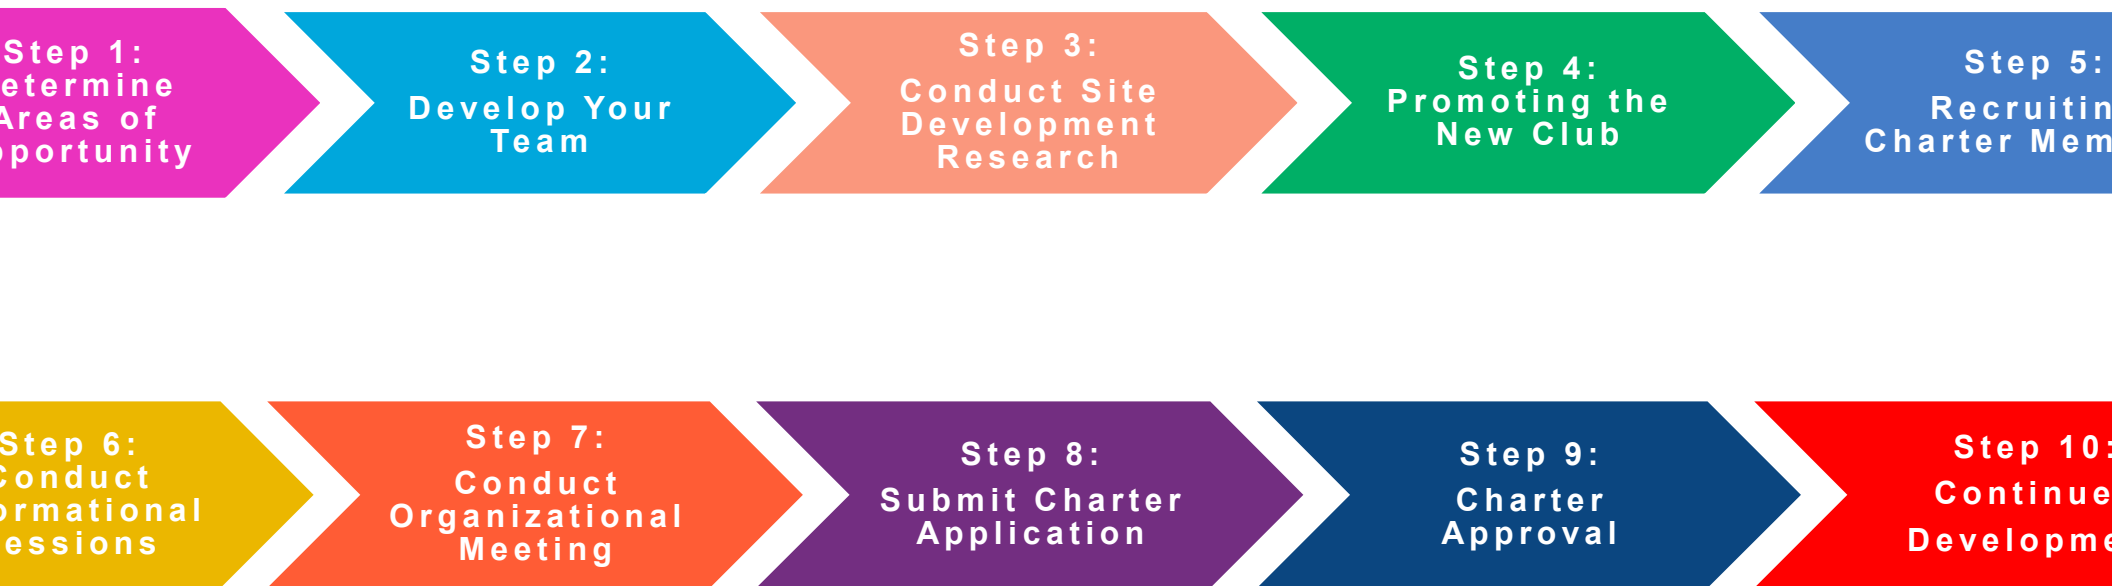 Step 1:
etermine
Areas of
pportunity
Step 2:
Develop Your
Team
Step 3:
Conduct Site
Development
Research
Step 4:
Promoting the
New Club
Step 5:
Recruitin
Charter Mem
Step 6:
Conduct
ormational
essions
Step 7:
Conduct
Organizational
Meeting
Step 8:
Submit Charter
Application
Step 9:
Charter
Approval
Step 10:
Continue
Developme